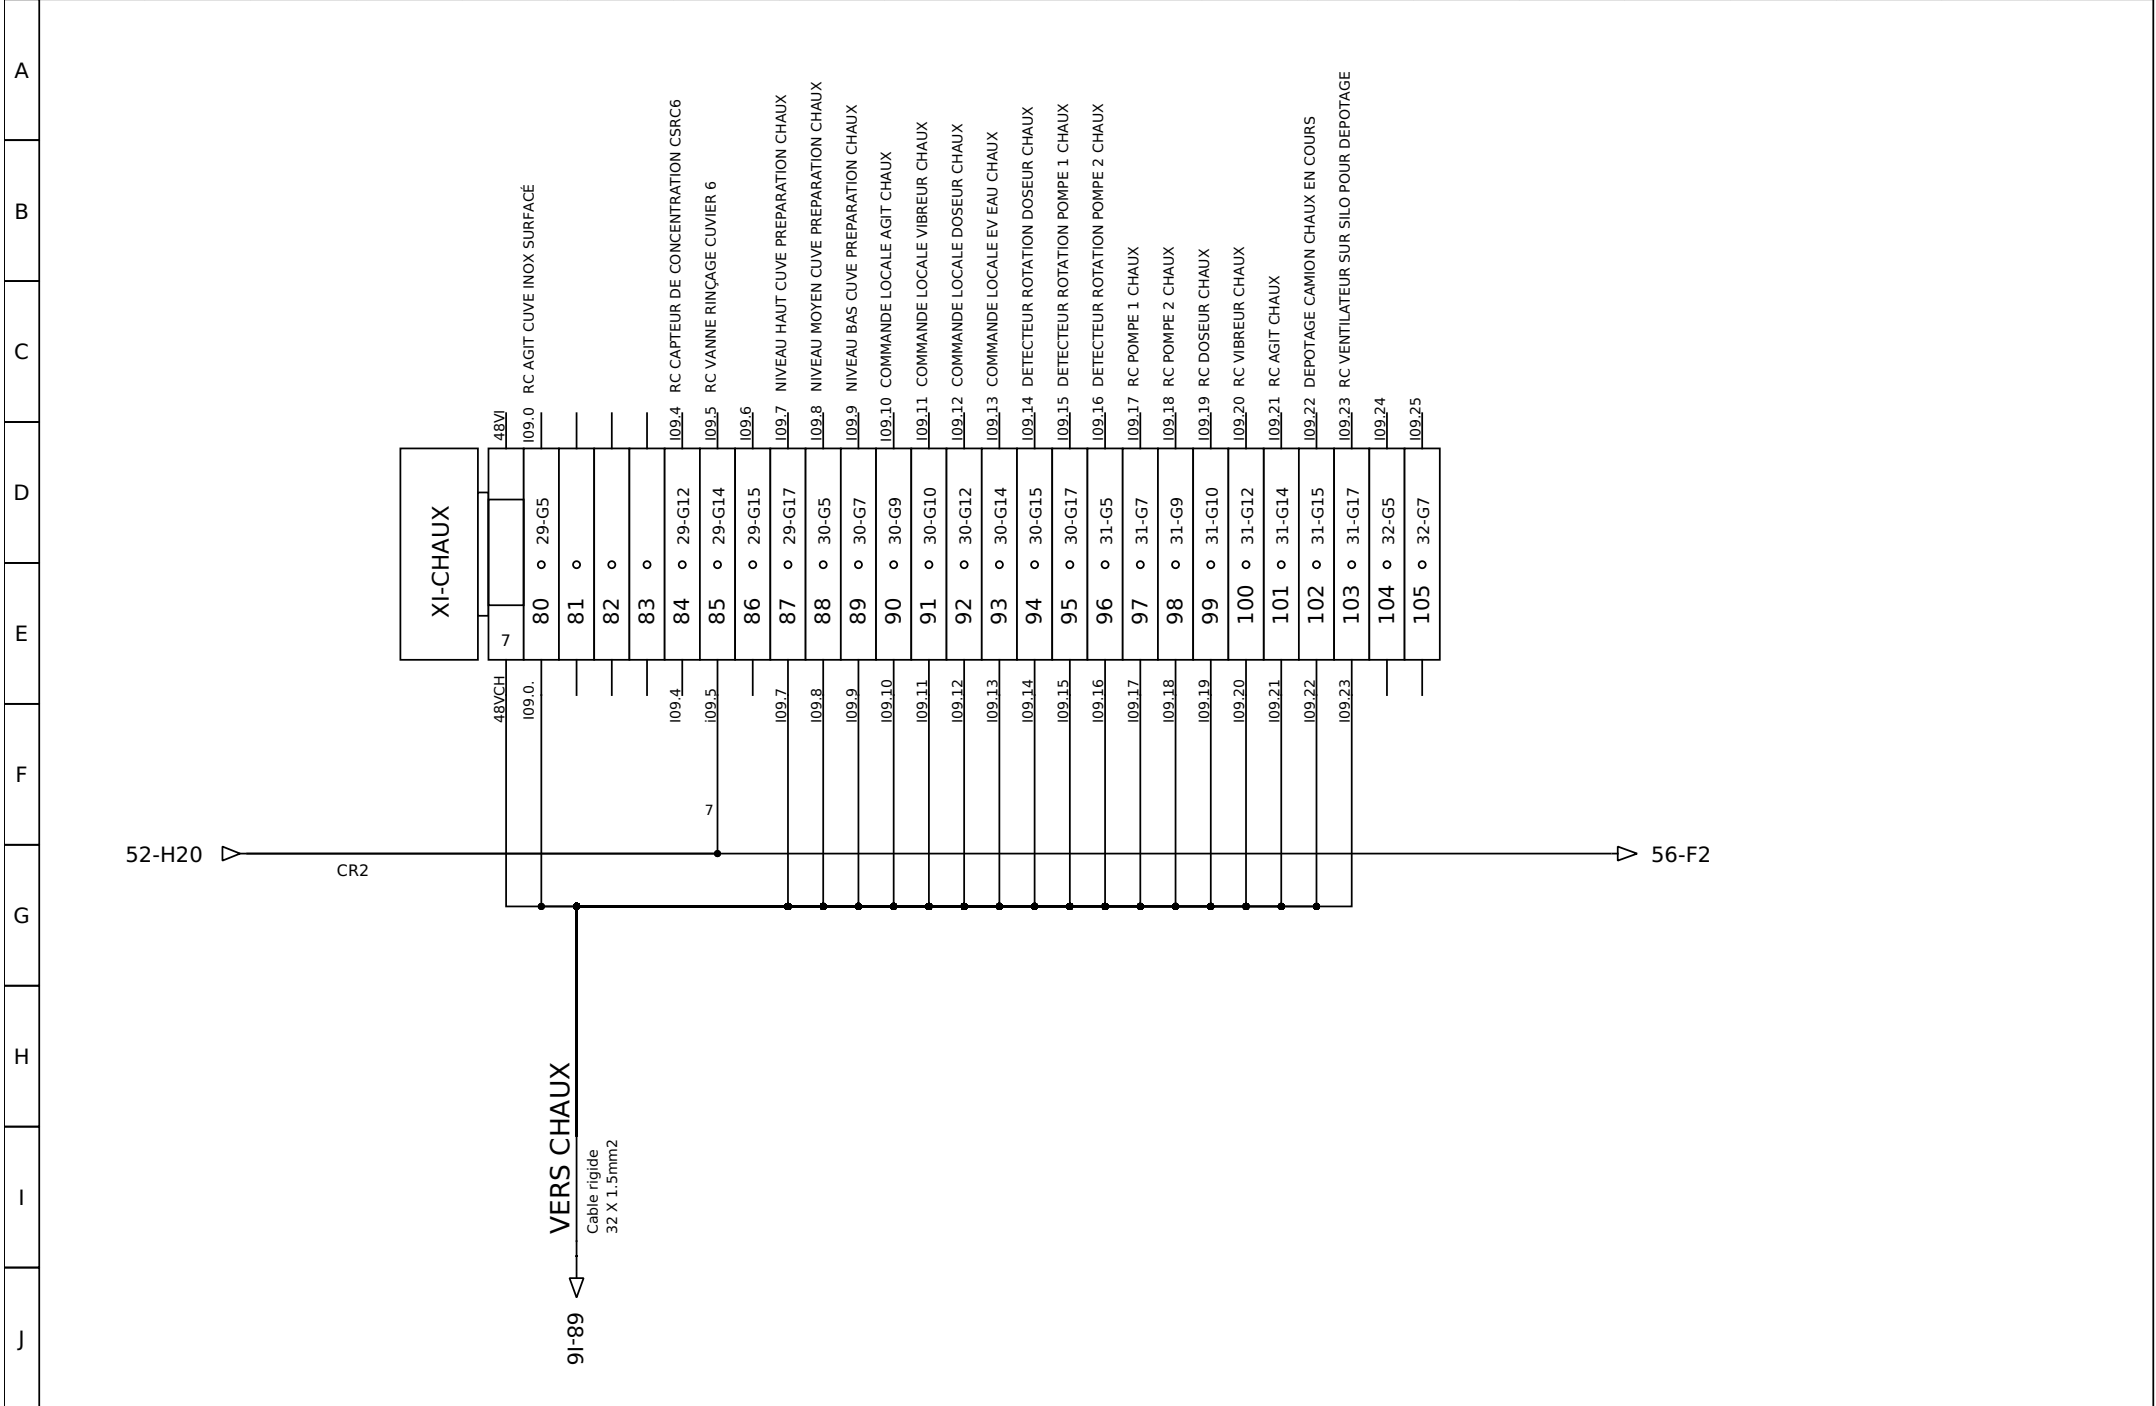 A
B
C
D
E
F
G
H
I
J
RC AGIT CUVE INOX SURFACÉ
RC CAPTEUR DE CONCENTRATION CSRC6
RC VANNE RINÇAGE CUVIER 6
NIVEAU HAUT CUVE PREPARATION CHAUX
NIVEAU MOYEN CUVE PREPARATION CHAUX
NIVEAU BAS CUVE PREPARATION CHAUX
COMMANDE LOCALE AGIT CHAUX
COMMANDE LOCALE VIBREUR CHAUX
COMMANDE LOCALE DOSEUR CHAUX
COMMANDE LOCALE EV EAU CHAUX
DETECTEUR ROTATION DOSEUR CHAUX
DETECTEUR ROTATION POMPE 1 CHAUX
DETECTEUR ROTATION POMPE 2 CHAUX
RC POMPE 1 CHAUX
RC POMPE 2 CHAUX
RC DOSEUR CHAUX
RC VIBREUR CHAUX
RC AGIT CHAUX
DEPOTAGE CAMION CHAUX EN COURS
RC VENTILATEUR SUR SILO POUR DEPOTAGE
48VI
I09.0
I09.4
I09.5
I09.6
I09.7
I09.8
I09.9
I09.10
I09.11
I09.12
I09.13
I09.14
I09.15
I09.16
I09.17
I09.18
I09.19
I09.20
I09.21
I09.22
I09.23
I09.24
I09.25
XI-CHAUX
29-G5
29-G12
29-G14
29-G15
29-G17
30-G5
30-G7
30-G9
30-G10
30-G12
30-G14
30-G15
30-G17
31-G5
31-G7
31-G9
31-G10
31-G12
31-G14
31-G15
31-G17
32-G5
32-G7
7
80
81
82
83
84
85
86
87
88
89
90
91
92
93
94
95
96
97
98
99
100
101
102
103
104
105
48VCH
I09.0.
I09.4
i09.5
I09.7
I09.8
I09.9
I09.10
I09.11
I09.12
I09.13
I09.14
I09.15
I09.16
I09.17
I09.18
I09.19
I09.20
I09.21
I09.22
I09.23
7
52-H20
CR2
56-F2
VERS CHAUX
Cable rigide
32 X 1.5mm2
9I-89